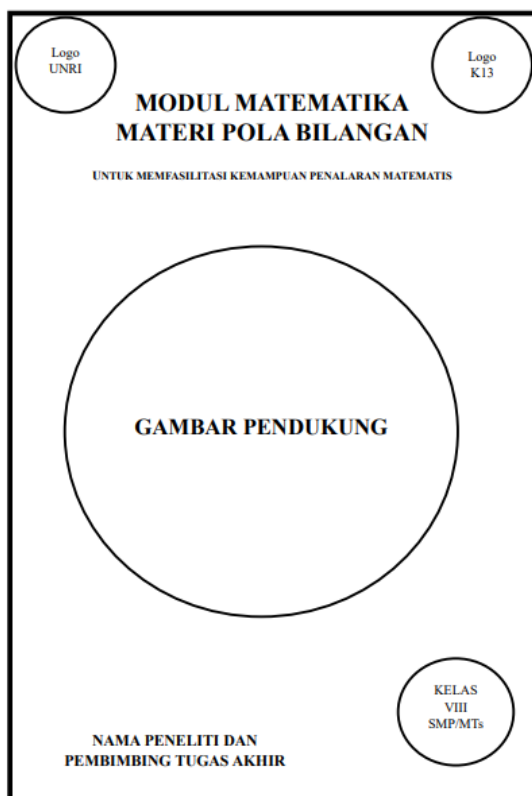 Logo
UNRI
Logo
K13
MODUL MATEMATIKA
MATERI POLA BILANGAN
UNTUK MEMFASILITASI KEMAMPUAN PENALARAN MATEMATIS
GAMBAR PENDUKUNG
KELAS
VIII
SMP/MTs
NAMA PENELITI DAN
PEMBIMBING TUGAS AKHIR